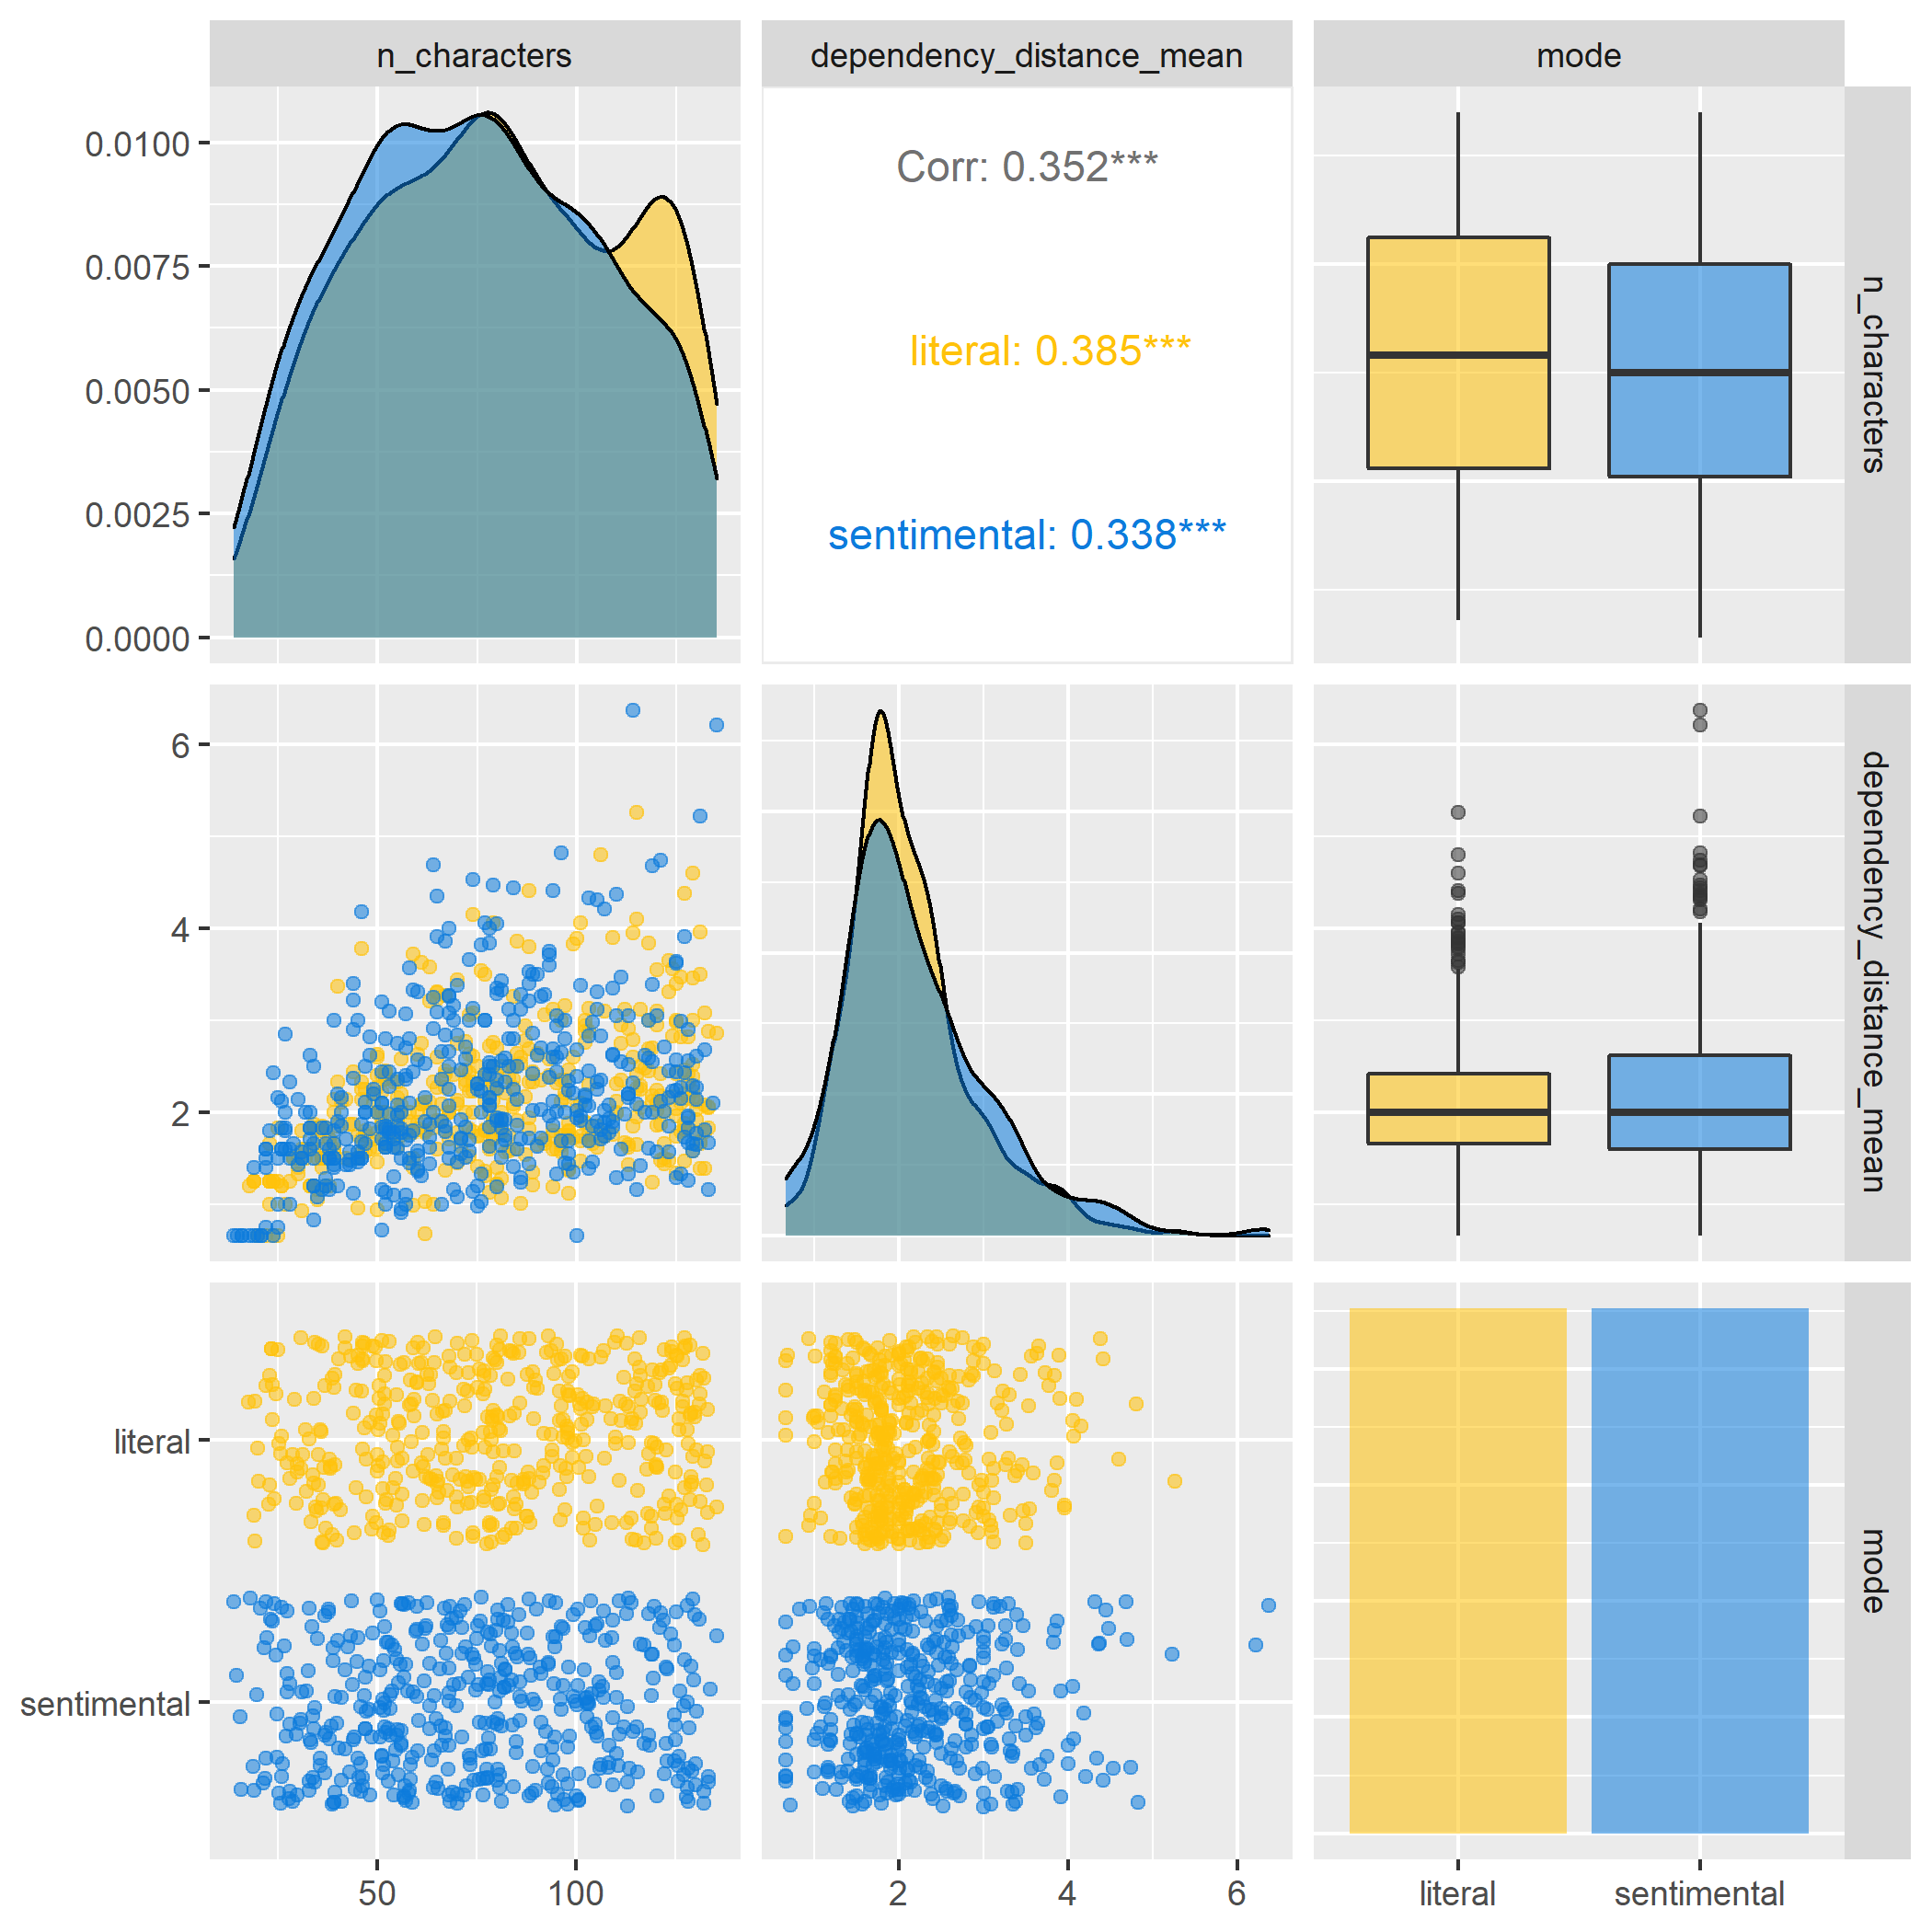 n_characters
dependency_distance_mean
mode
0.0100
0.0075
0.0050
0.0025
0.0000
Corr: 0.352***
literal: 0.385***
sentimental: 0.338***
n_characters
6
4
2
dependency_distance_mean
literal
sentimental
mode
50
100
2
4
6
literal
sentimental